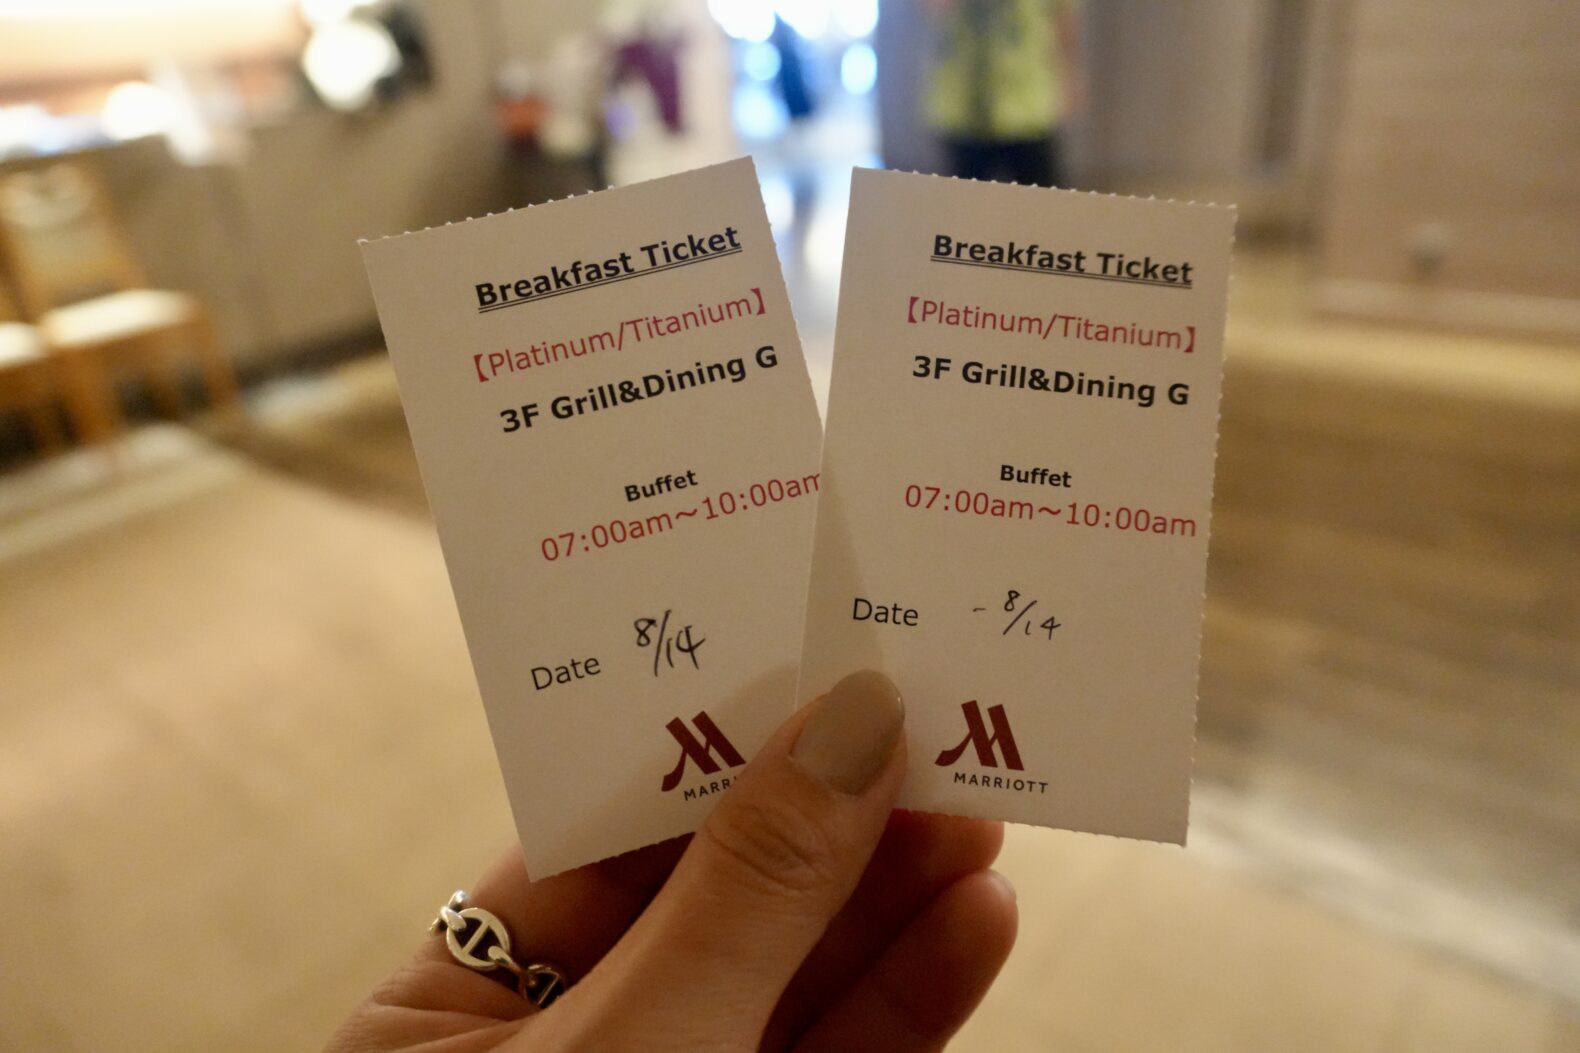 Breakfast Ticket
【Platinum/Titanium】
3F Grill&Dining G
Buffet
07:00am～10:00am
Date 8/14
MARRI
Breakfast Ticket
【Platinum/Titanium】
3F Grill&Dining G
Buffet
07:00am～10:00am
Date - 8/14
MARRIOTT